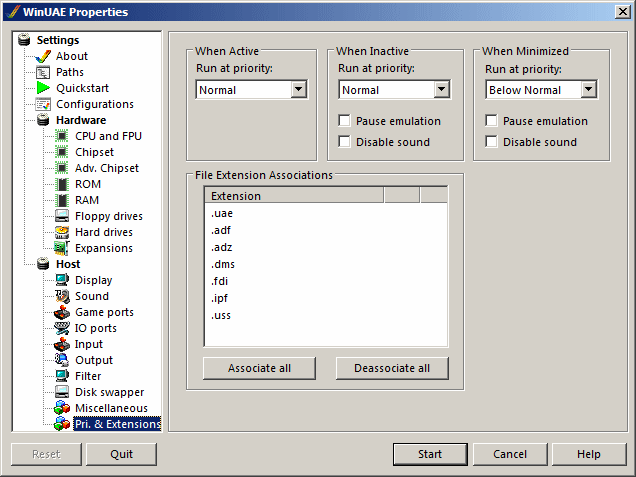 WinUAE Properties
Settings
About
Paths
Quickstart
Configurations
Hardware
CPU and FPU
Chipset
Adv. Chipset
ROM
RAM
Floppy drives
Hard drives
Expansions
Host
Display
Sound
Game ports
IO ports
Input
Output
Filter
Disk swapper
Miscellaneous
Pri. & Extensions
When Active
Run at priority:
Normal
When Inactive
Run at priority:
Normal
Pause emulation
Disable sound
When Minimized
Run at priority:
Below Normal
Pause emulation
Disable sound
File Extension Associations
Extension
.uae
.adf
.adz
.dms
.fdi
.ipf
.uss
Associate all
Deassociate all
Reset
Quit
Start
Cancel
Help